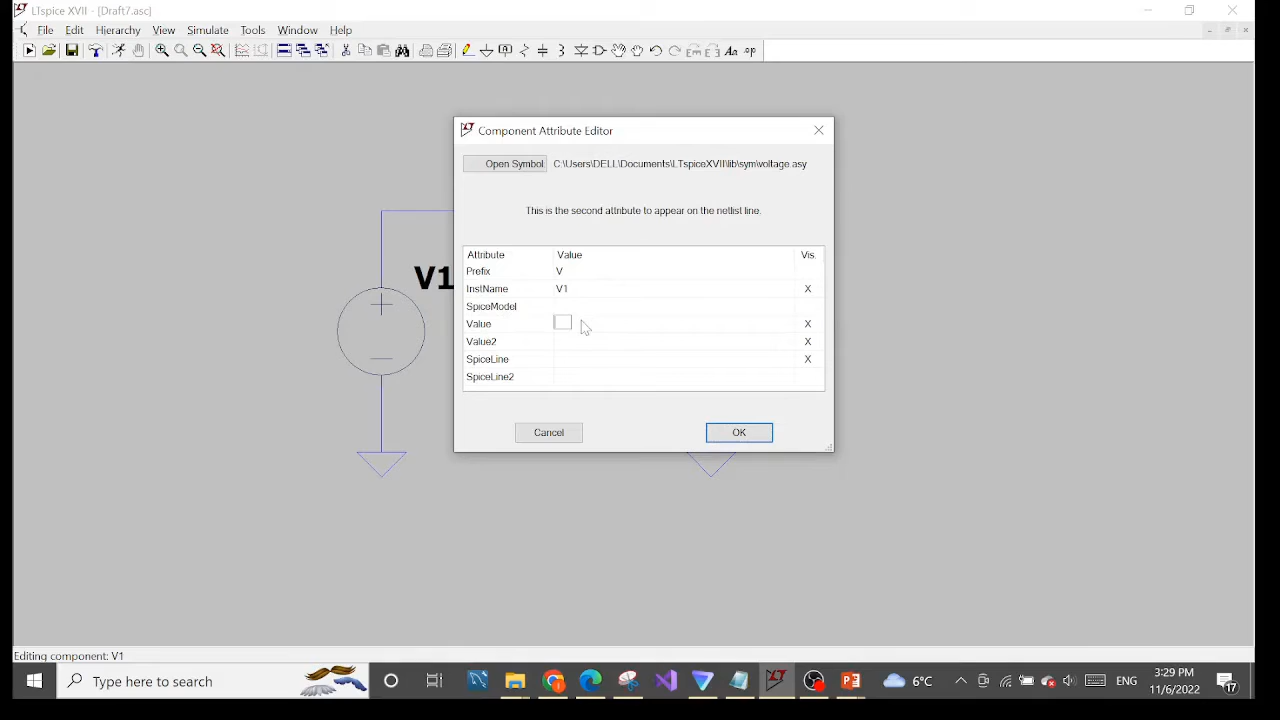 LTspice XVII - [Draft7.asc]
File Edit View Hierarchy Simulate Tools Window Help
Component Attribute Editor
Open Symbol C:\Users\DELL\Documents\LTspiceXVII\lib\sym\voltage.asy
This is the second attribute to appear on the netlist line.
Attribute Value Vis.
Prefix V
InstName V1 X
SpiceModel
Value X
Value2 X
SpiceLine X
SpiceLine2
Cancel OK
V1
Editing component: V1
Type here to search
6°C
ENG
3:29 PM
11/6/2022
17